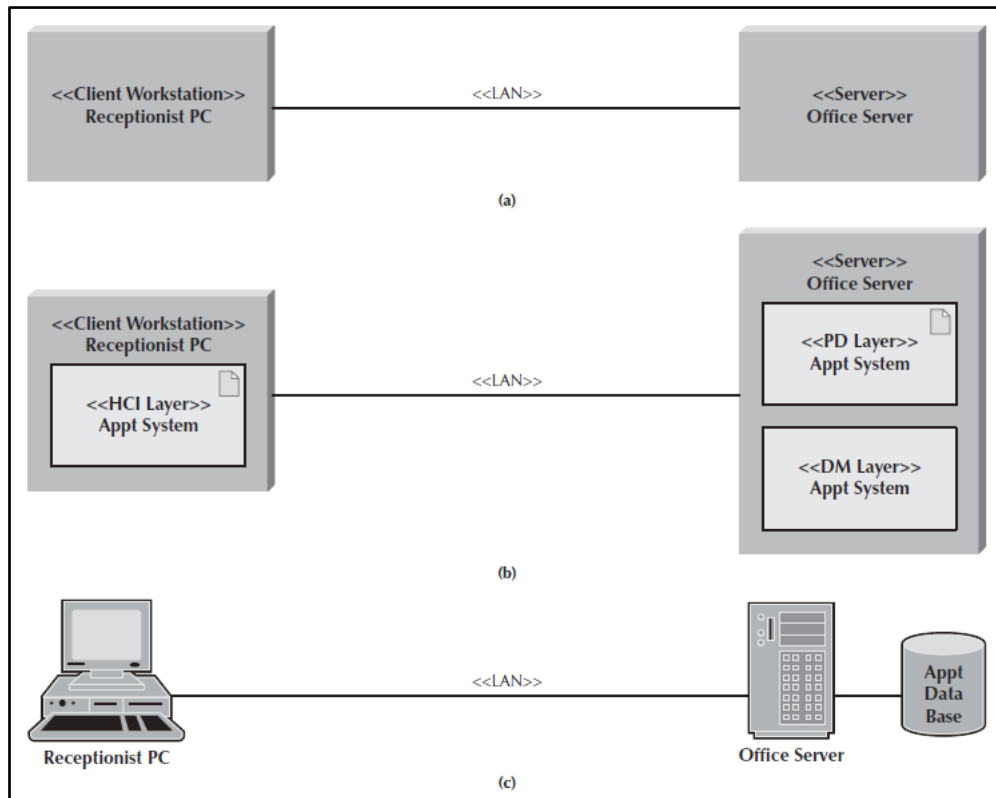 <<Client Workstation>>
Receptionist PC
<<LAN>>
<<Server>>
Office Server
(a)
<<Client Workstation>>
Receptionist PC
<<HCI Layer>>
Appt System
<<LAN>>
<<Server>>
Office Server
<<PD Layer>>
Appt System
<<DM Layer>>
Appt System
(b)
Receptionist PC
<<LAN>>
Office Server
Appt
Data
Base
(c)